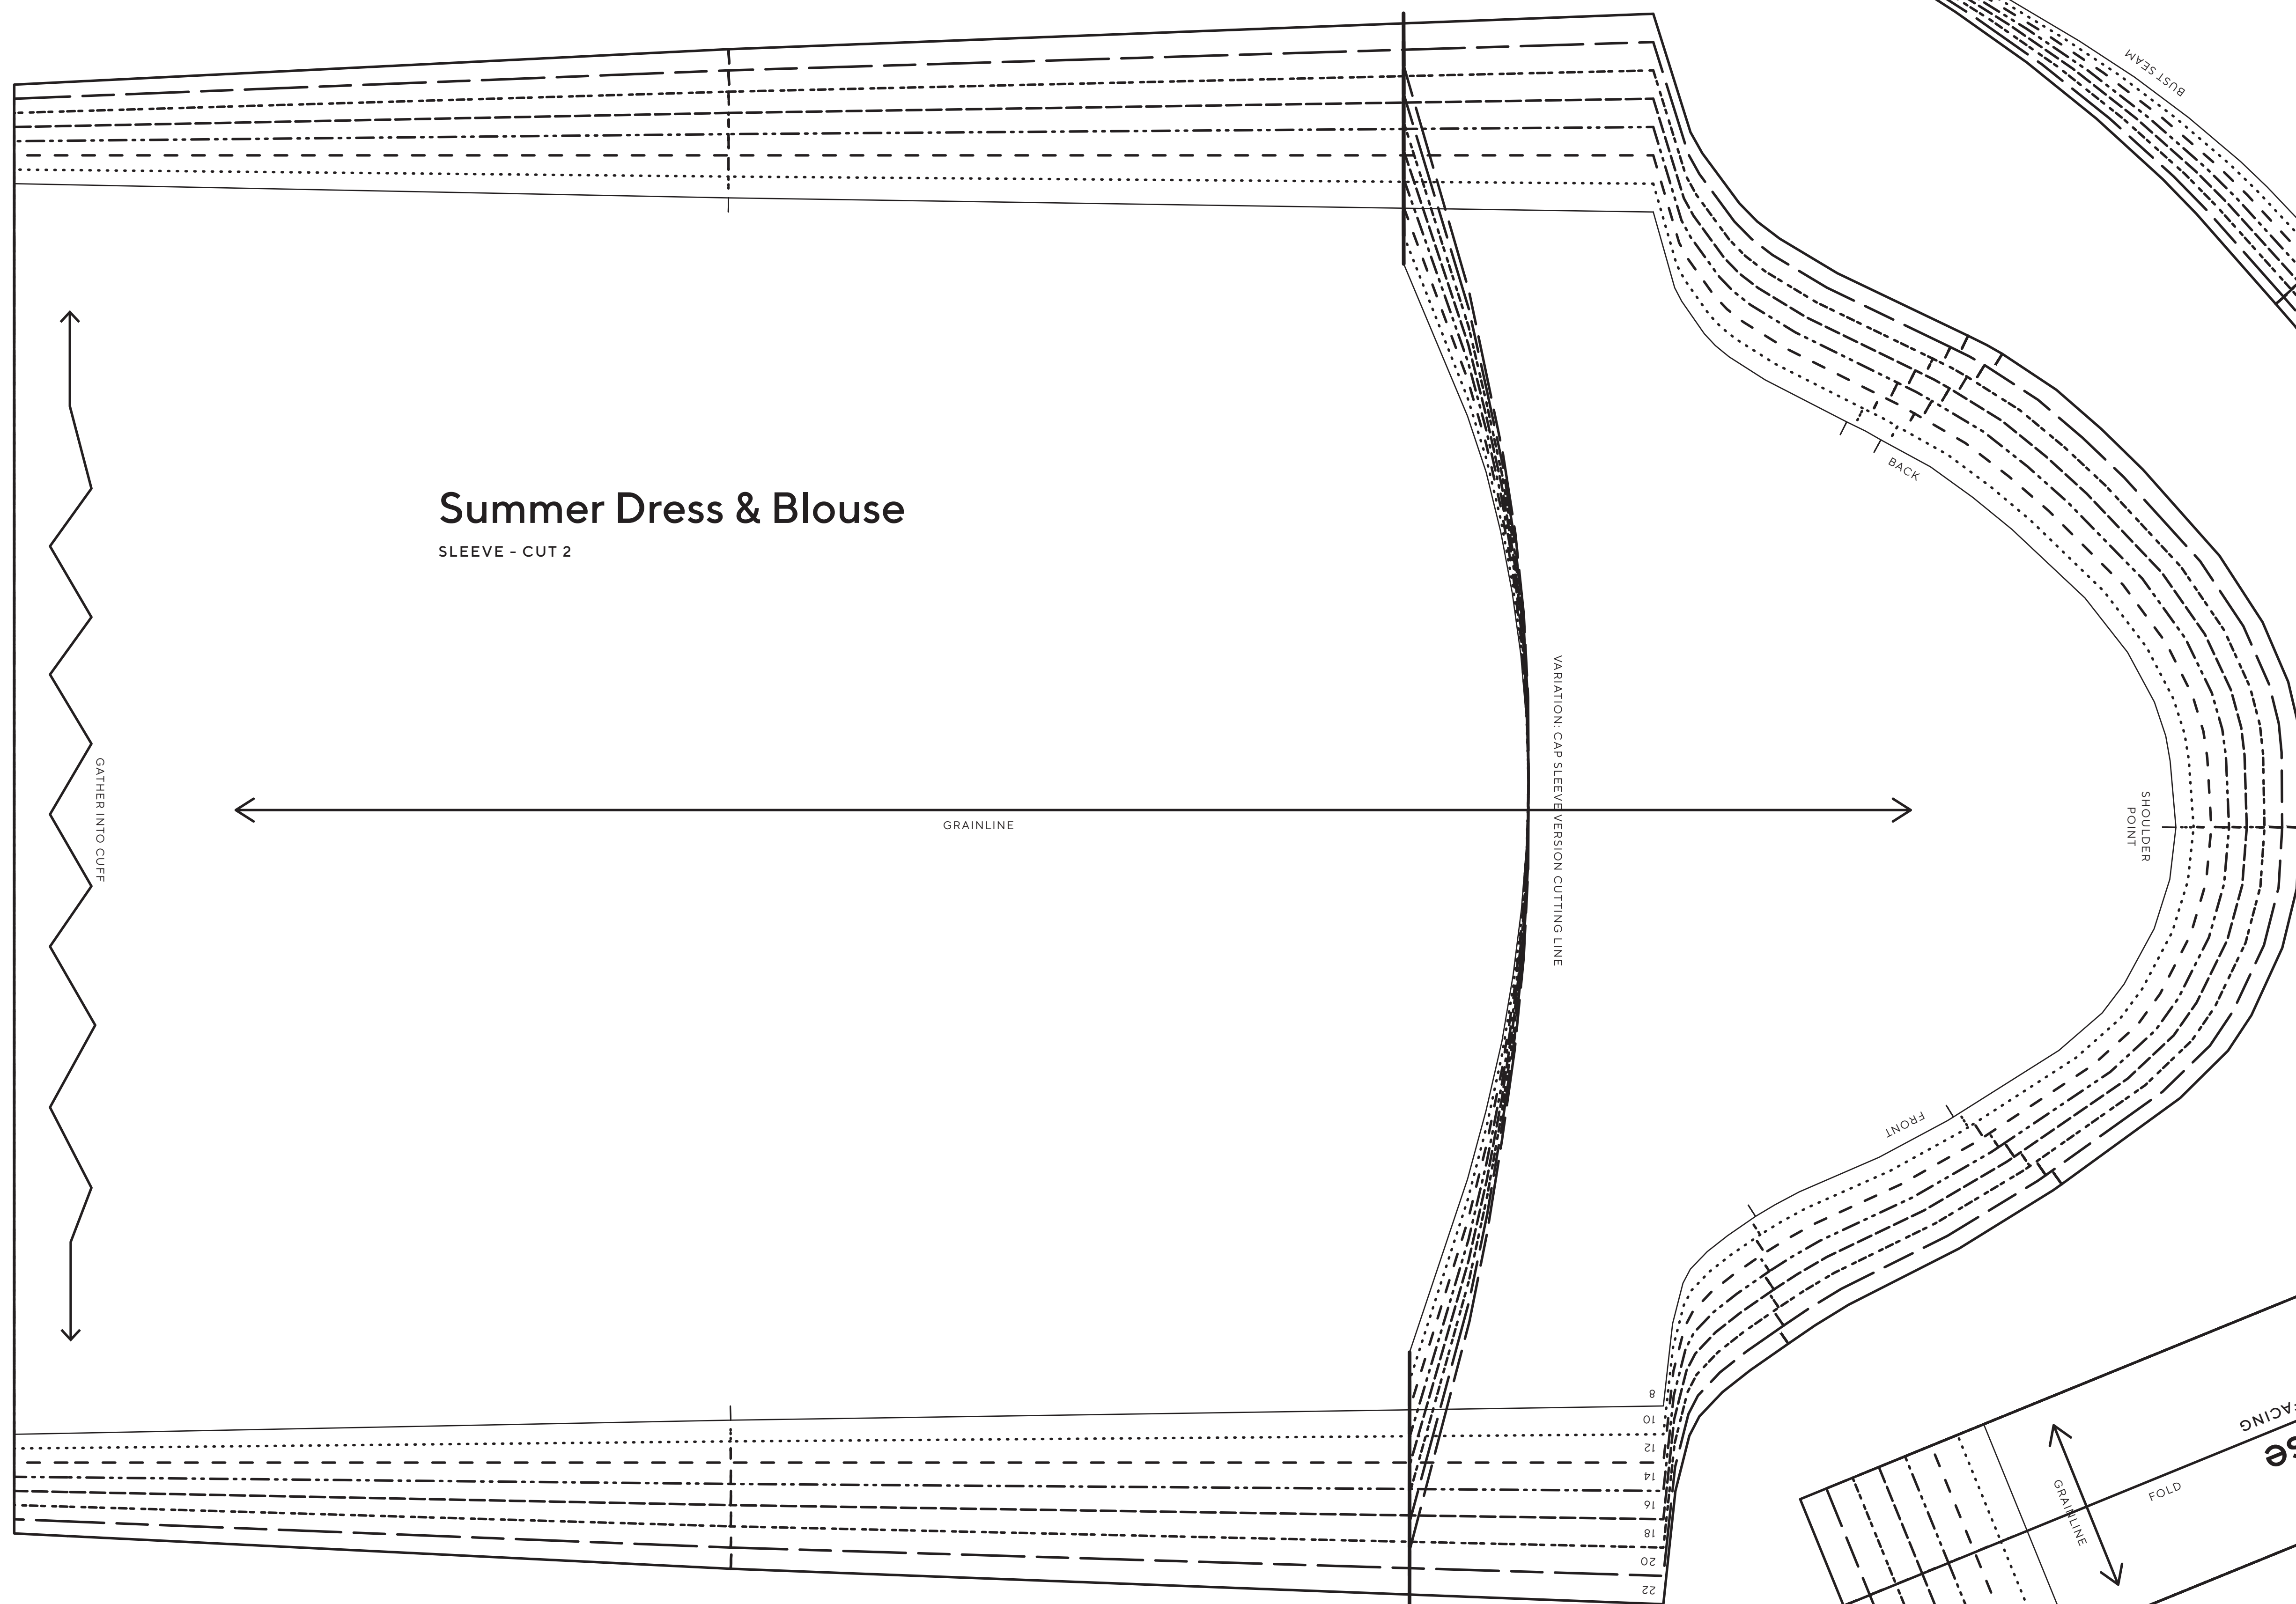 BUST SEAM
BACK
Summer Dress & Blouse
SLEEVE - CUT 2
GATHER INTO CUFF
GRAINLINE
VARIATION: CAP SLEEVE VERSION CUTTING LINE
SHOULDER
POINT
FRONT
8
10
12
14
16
18
20
22
GRAINLINE
FOLD
ACING
se